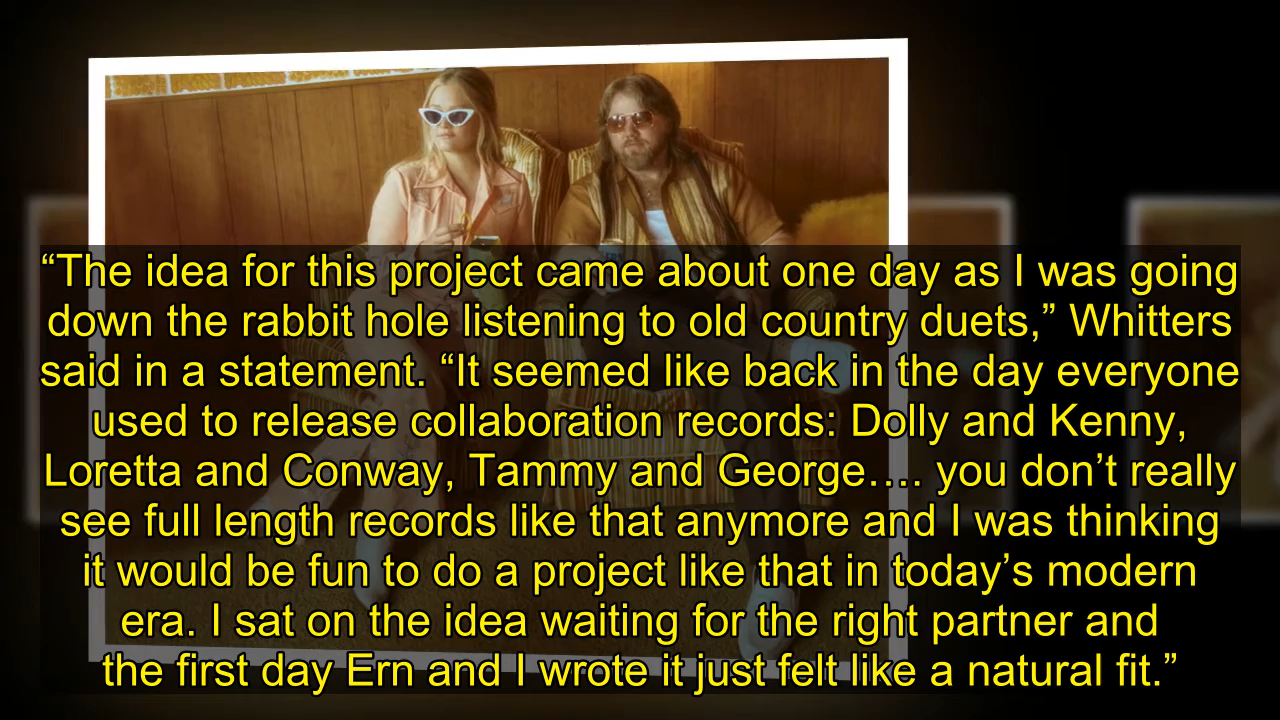 “The idea for this project came about one day as I was going
down the rabbit hole listening to old country duets,” Whitters
said in a statement. “It seemed like back in the day everyone
used to release collaboration records: Dolly and Kenny,
Loretta and Conway, Tammy and George…. you don’t really
see full length records like that anymore and I was thinking
it would be fun to do a project like that in today’s modern
era. I sat on the idea waiting for the right partner and
the first day Ern and I wrote it just felt like a natural fit.”